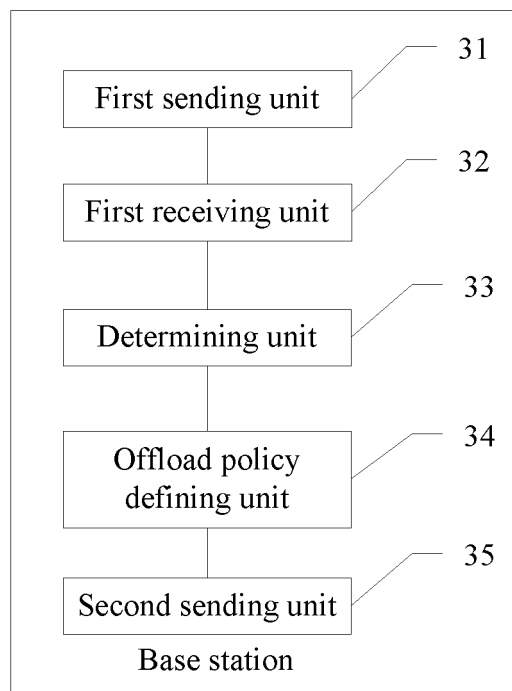 31
First sending unit
32
First receiving unit
33
Determining unit
34
Offload policy
defining unit
35
Second sending unit
Base station